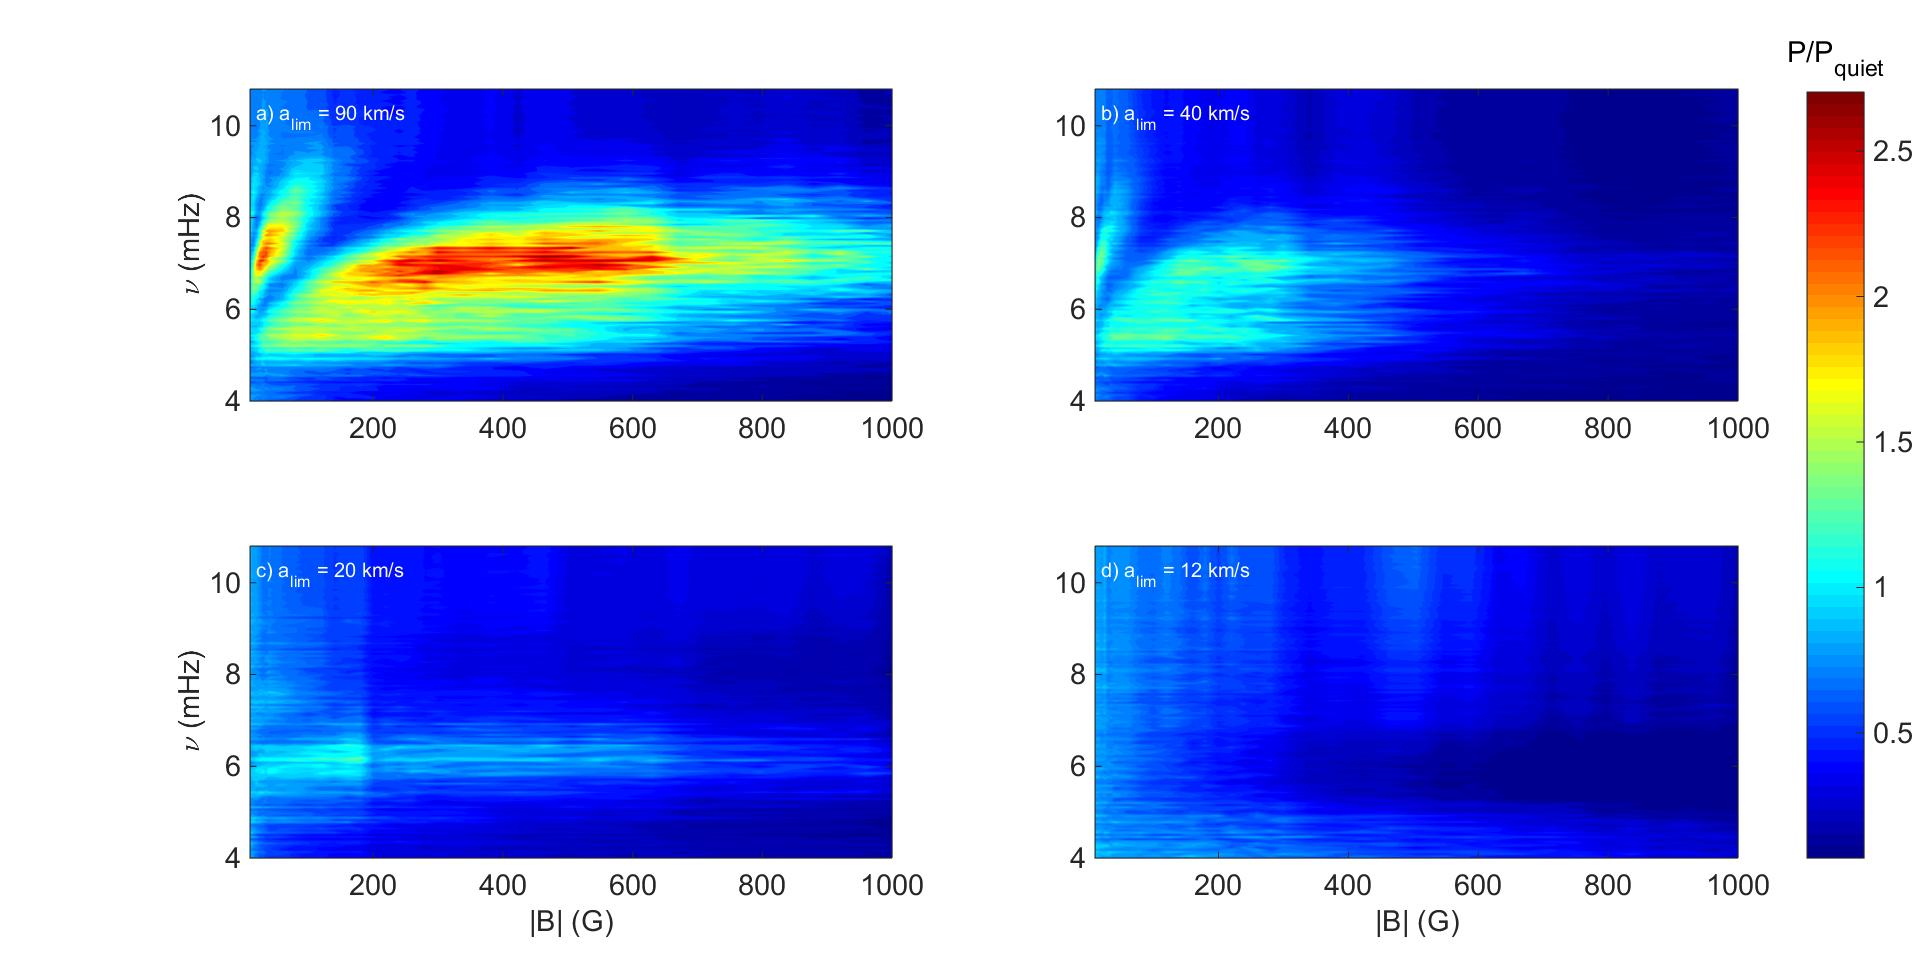 P/P_quiet
a) a_lim = 90 km/s
b) a_lim = 40 km/s
ν (mHz)
10
8
6
4
200 400 600 800 1000
10
8
6
4
200 400 600 800 1000
2.5
2
1.5
1
0.5
c) a_lim = 20 km/s
d) a_lim = 12 km/s
ν (mHz)
10
8
6
4
200 400 600 800 1000
|B| (G)
10
8
6
4
200 400 600 800 1000
|B| (G)